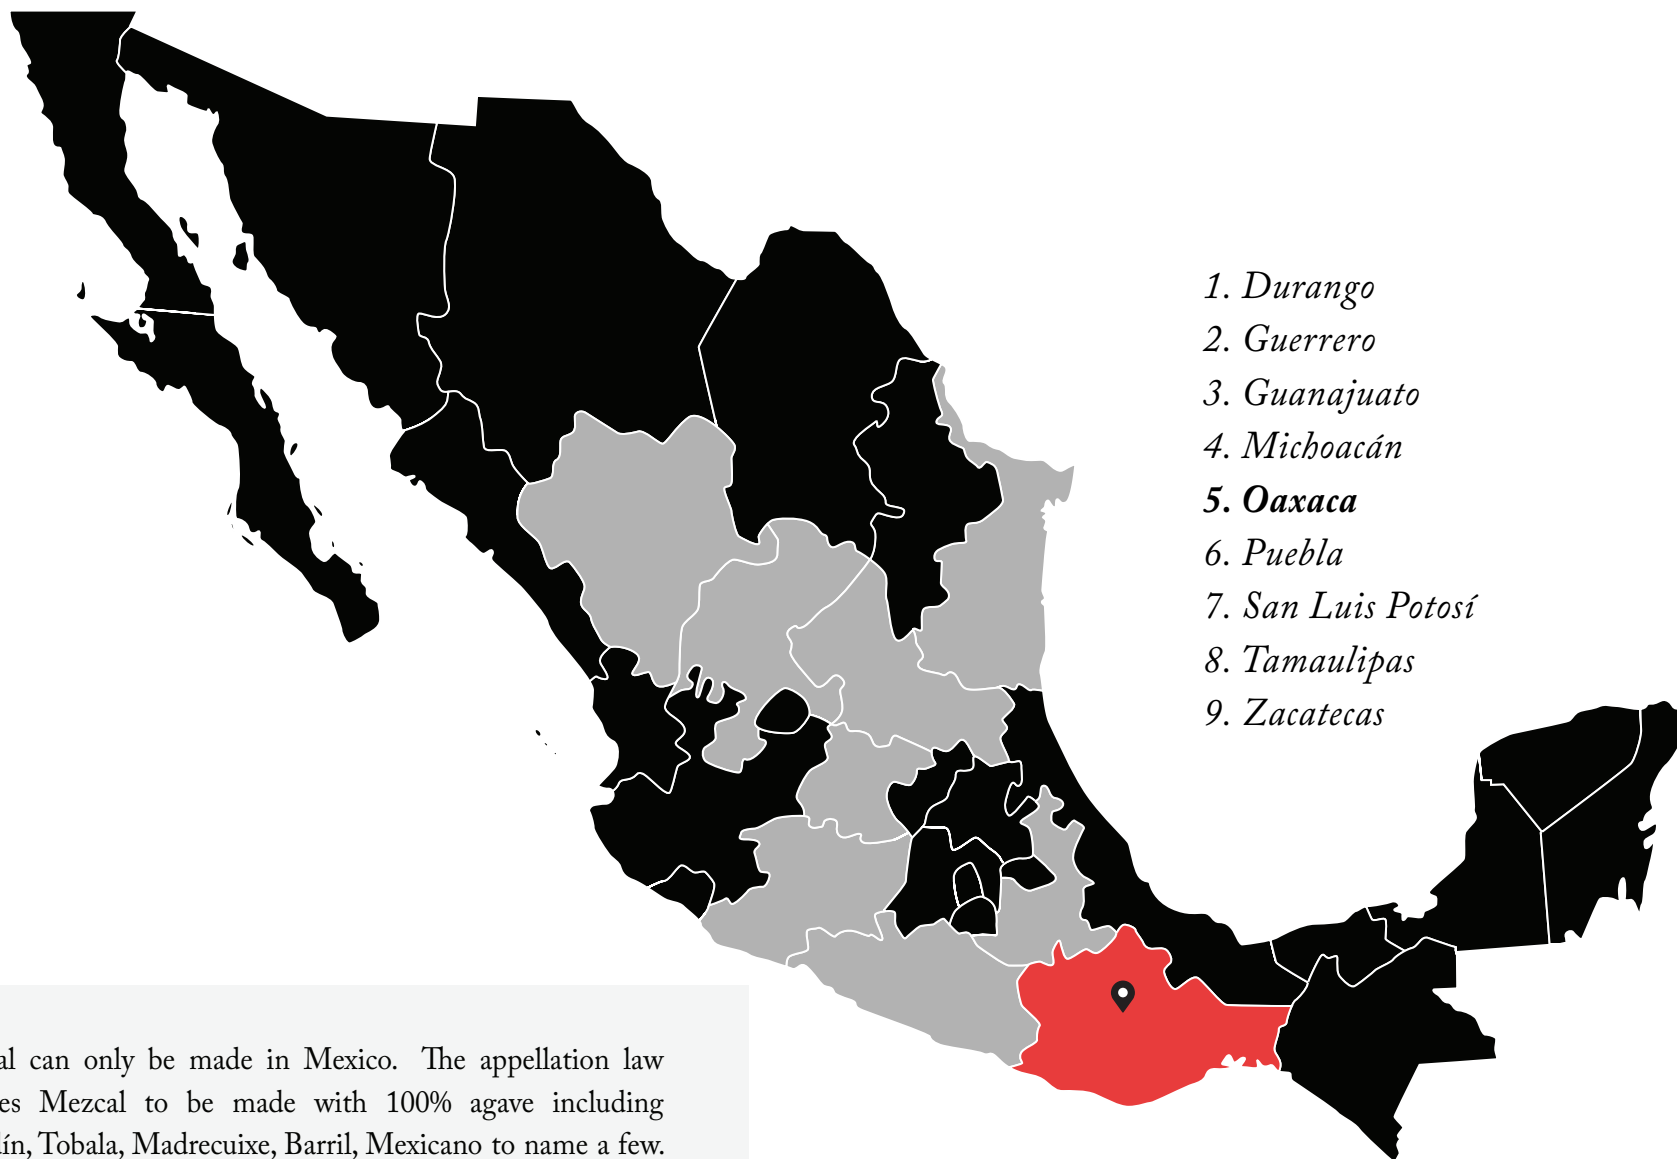 1. Durango
2. Guerrero
3. Guanajuato
4. Michoacán
5. Oaxaca
6. Puebla
7. San Luis Potosí
8. Tamaulipas
9. Zacatecas
can only be made in Mexico. The appellation law
Mezcal to be made with 100% agave including
Tobala, Madrecuixe, Barril, Mexicano to name a few.